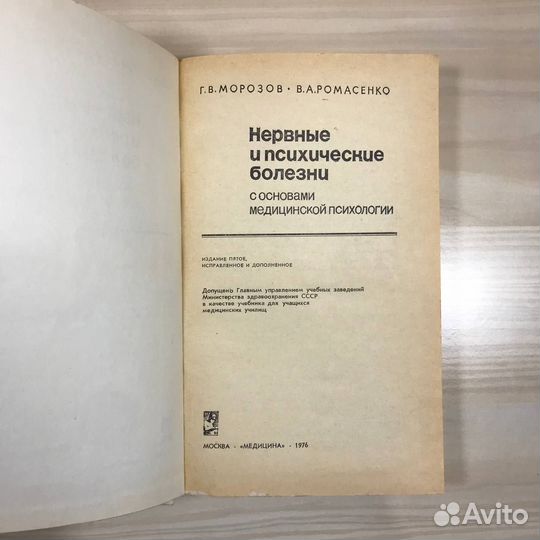 Г.В.МОРОЗОВ • В.А.РОМАСЕНКО
Нервные
и психические
болезни
с основами
медицинской психологии
ИЗДАНИЕ ПЯТОЕ,
ИСПРАВЛЕННОЕ И ДОПОЛНЕННОЕ
Допущено Главным управлением учебных заведений
Министерства здравоохранения СССР
в качестве учебника для учащихся
медицинских училищ
МОСКВА · «МЕДИЦИНА» · 1976
Avito